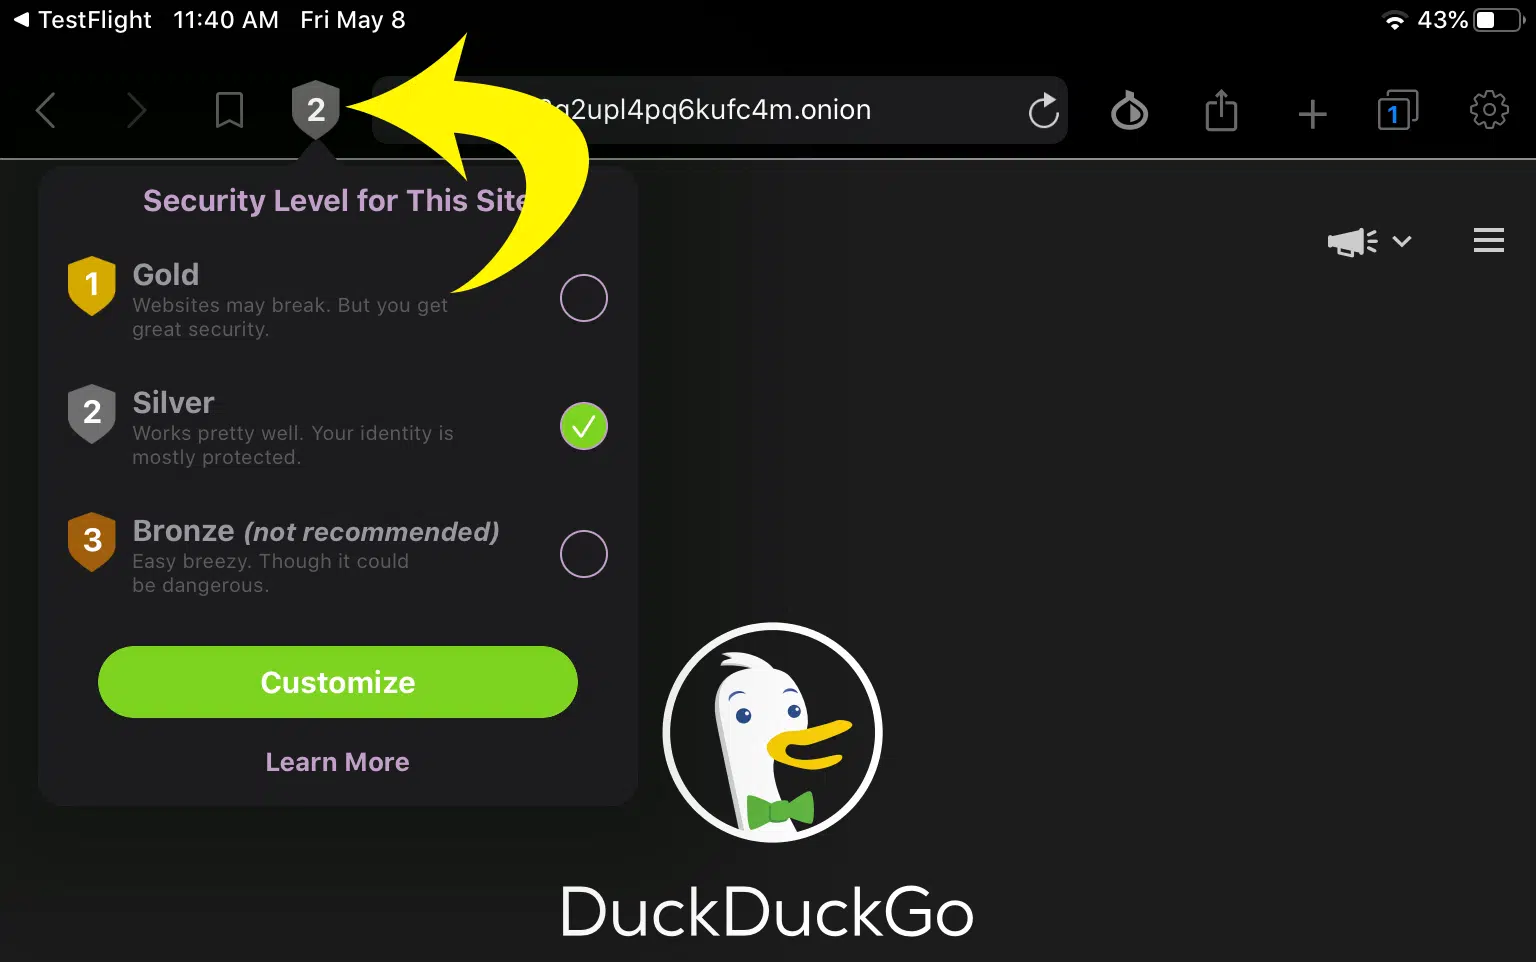 TestFlight 11:40 AM Fri May 8 43%
2 g2upl4pq6kufc4m.onion 1
Security Level for This Site
1 Gold
Websites may break. But you get
great security.
2 Silver
Works pretty well. Your identity is
mostly protected.
3 Bronze (not recommended)
Easy breezy. Though it could
be dangerous.
Customize
Learn More
DuckDuckGo